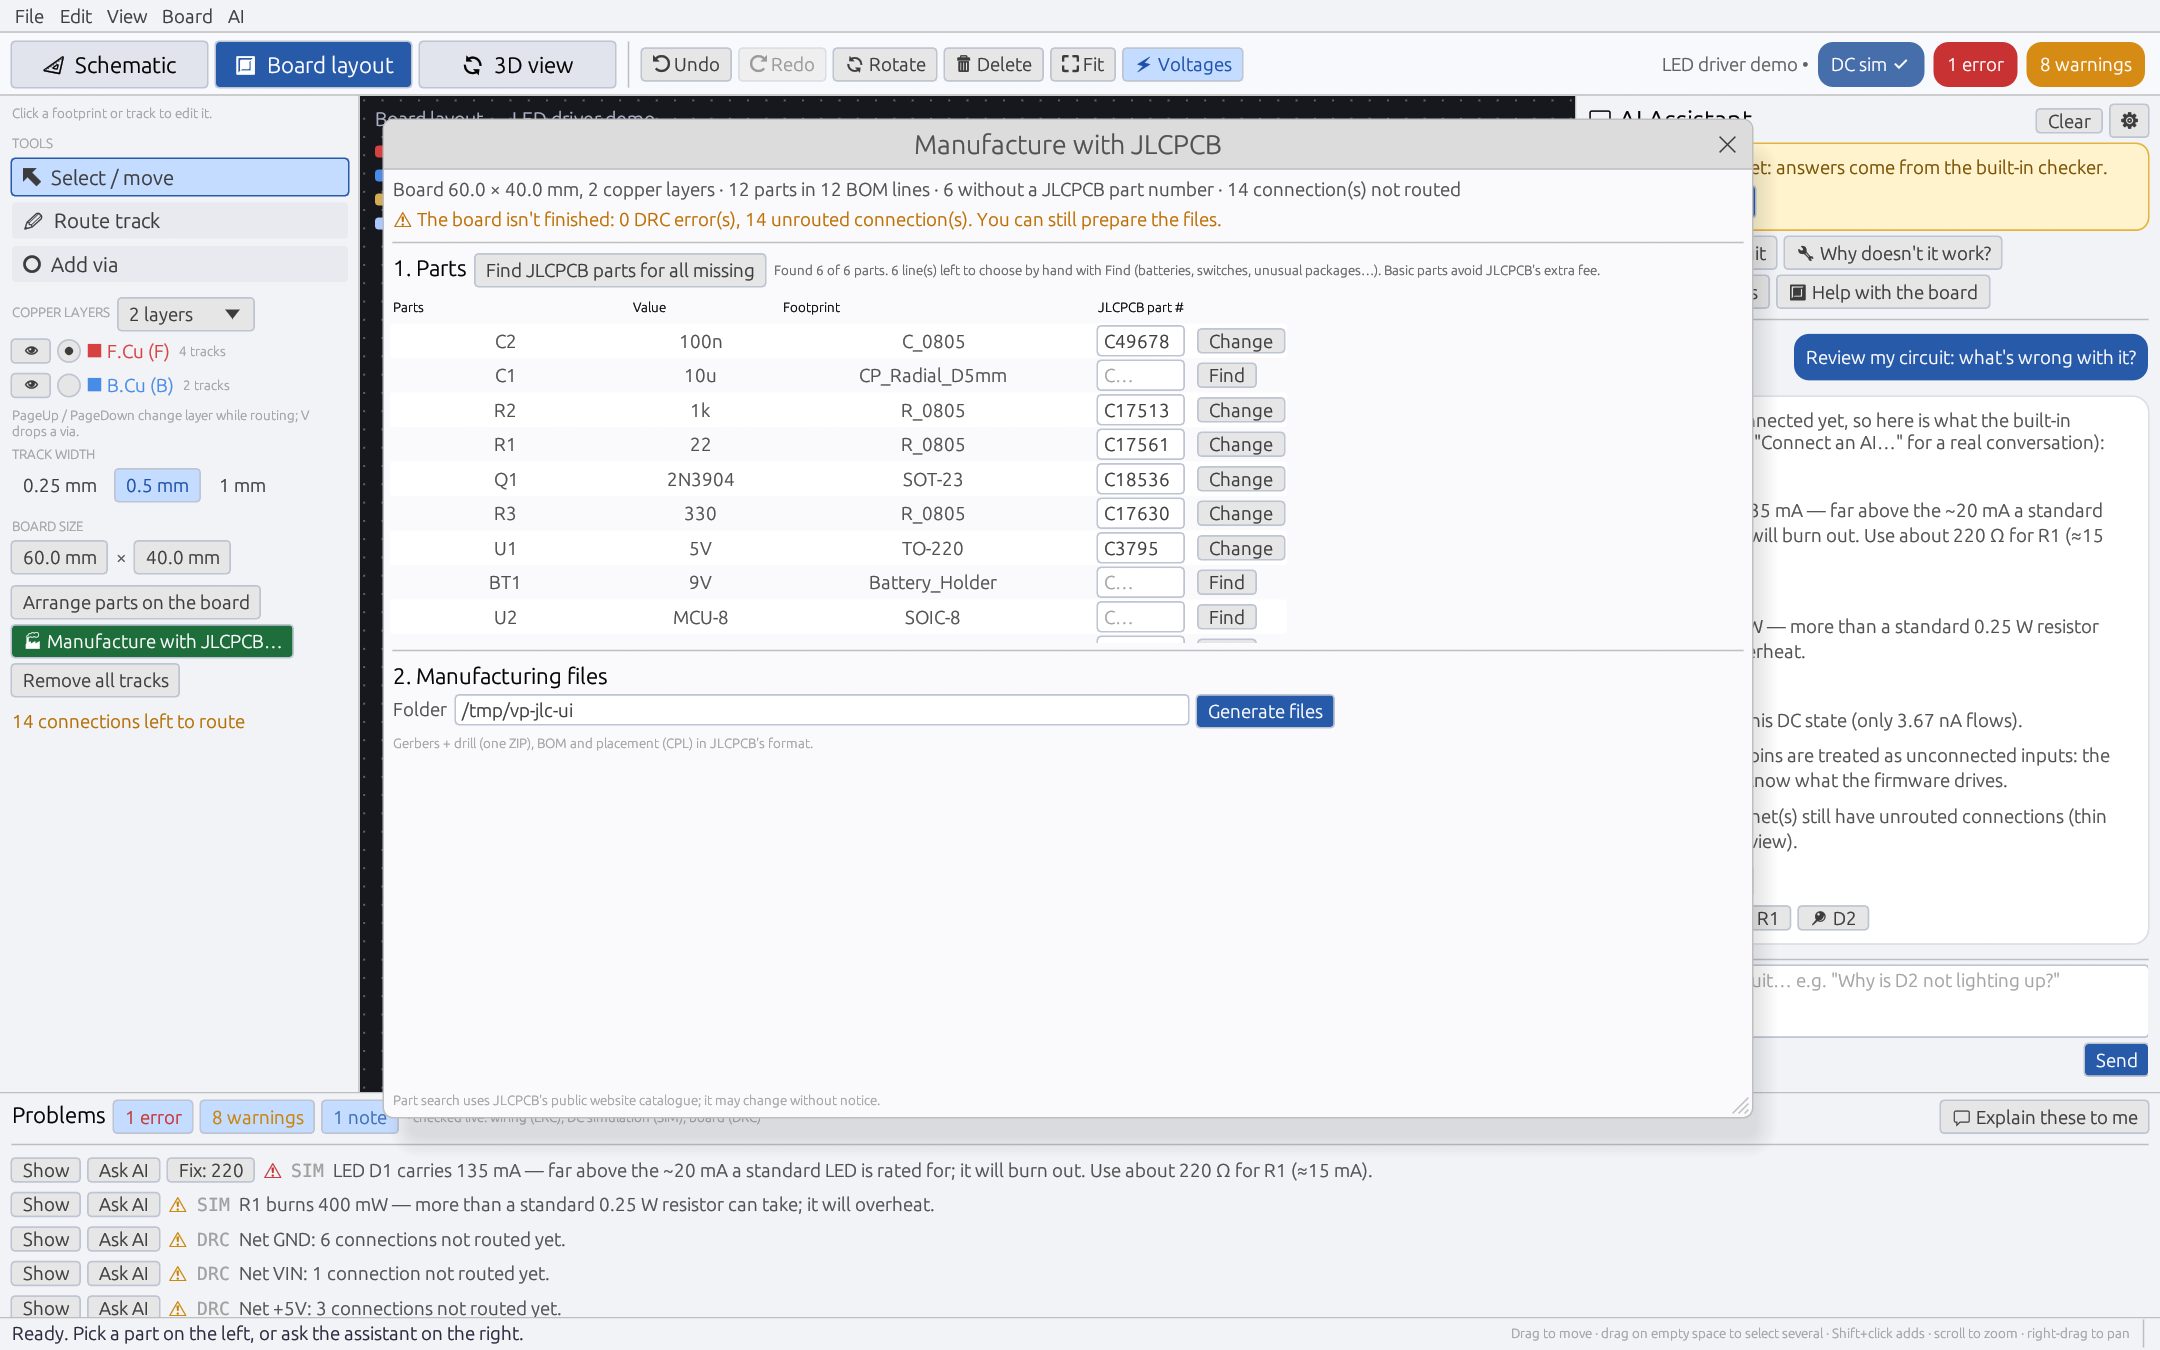 File Edit View Board AI
Schematic Board layout 3D view Undo Redo Rotate Delete Fit Voltages LED driver demo • DC sim ✓ 1 error 8 warnings
Click a footprint or track to edit it.
TOOLS
Select / move
Route track
Add via
COPPER LAYERS 2 layers
F.Cu (F) 4 tracks
B.Cu (B) 2 tracks
PageUp / PageDown change layer while routing; V
drops a via.
TRACK WIDTH
0.25 mm 0.5 mm 1 mm
BOARD SIZE
60.0 mm × 40.0 mm
Arrange parts on the board
Manufacture with JLCPCB...
Remove all tracks
14 connections left to route
Manufacture with JLCPCB
Board 60.0 × 40.0 mm, 2 copper layers · 12 parts in 12 BOM lines · 6 without a JLCPCB part number · 14 connection(s) not routed
⚠ The board isn't finished: 0 DRC error(s), 14 unrouted connection(s). You can still prepare the files.
1. Parts Find JLCPCB parts for all missing Found 6 of 6 parts. 6 line(s) left to choose by hand with Find (batteries, switches, unusual packages...). Basic parts avoid JLCPCB's extra fee.
Parts Value Footprint JLCPCB part #
C2 100n C_0805 C49678 Change
C1 10u CP_Radial_D5mm C... Find
R2 1k R_0805 C17513 Change
R1 22 R_0805 C17561 Change
Q1 2N3904 SOT-23 C18536 Change
R3 330 R_0805 C17630 Change
U1 5V TO-220 C3795 Change
BT1 9V Battery_Holder C... Find
U2 MCU-8 SOIC-8 C... Find
2. Manufacturing files
Folder /tmp/vp-jlc-ui Generate files
Gerbers + drill (one ZIP), BOM and placement (CPL) in JLCPCB's format.
Part search uses JLCPCB's public website catalogue; it may change without notice.
Clear
et: answers come from the built-in checker.
it Why doesn't it work?
s Help with the board
Review my circuit: what's wrong with it?
nnected yet, so here is what the built-in
"Connect an AI..." for a real conversation):
35 mA — far above the ~20 mA a standard
will burn out. Use about 220 Ω for R1 (≈15
W — more than a standard 0.25 W resistor
rheat.
his DC state (only 3.67 nA flows).
pins are treated as unconnected inputs: the
now what the firmware drives.
net(s) still have unrouted connections (thin
view).
R1 D2
uit... e.g. "Why is D2 not lighting up?"
Send
Problems 1 error 8 warnings 1 note checked live: wiring (ERC), DC simulation (SIM), board (DRC) Explain these to me
Show Ask AI Fix: 220 ⚠ SIM LED D1 carries 135 mA — far above the ~20 mA a standard LED is rated for; it will burn out. Use about 220 Ω for R1 (≈15 mA).
Show Ask AI ⚠ SIM R1 burns 400 mW — more than a standard 0.25 W resistor can take; it will overheat.
Show Ask AI ⚠ DRC Net GND: 6 connections not routed yet.
Show Ask AI ⚠ DRC Net VIN: 1 connection not routed yet.
Show Ask AI ⚠ DRC Net +5V: 3 connections not routed yet.
Ready. Pick a part on the left, or ask the assistant on the right.
Drag to move · drag on empty space to select several · Shift+click adds · scroll to zoom · right-drag to pan